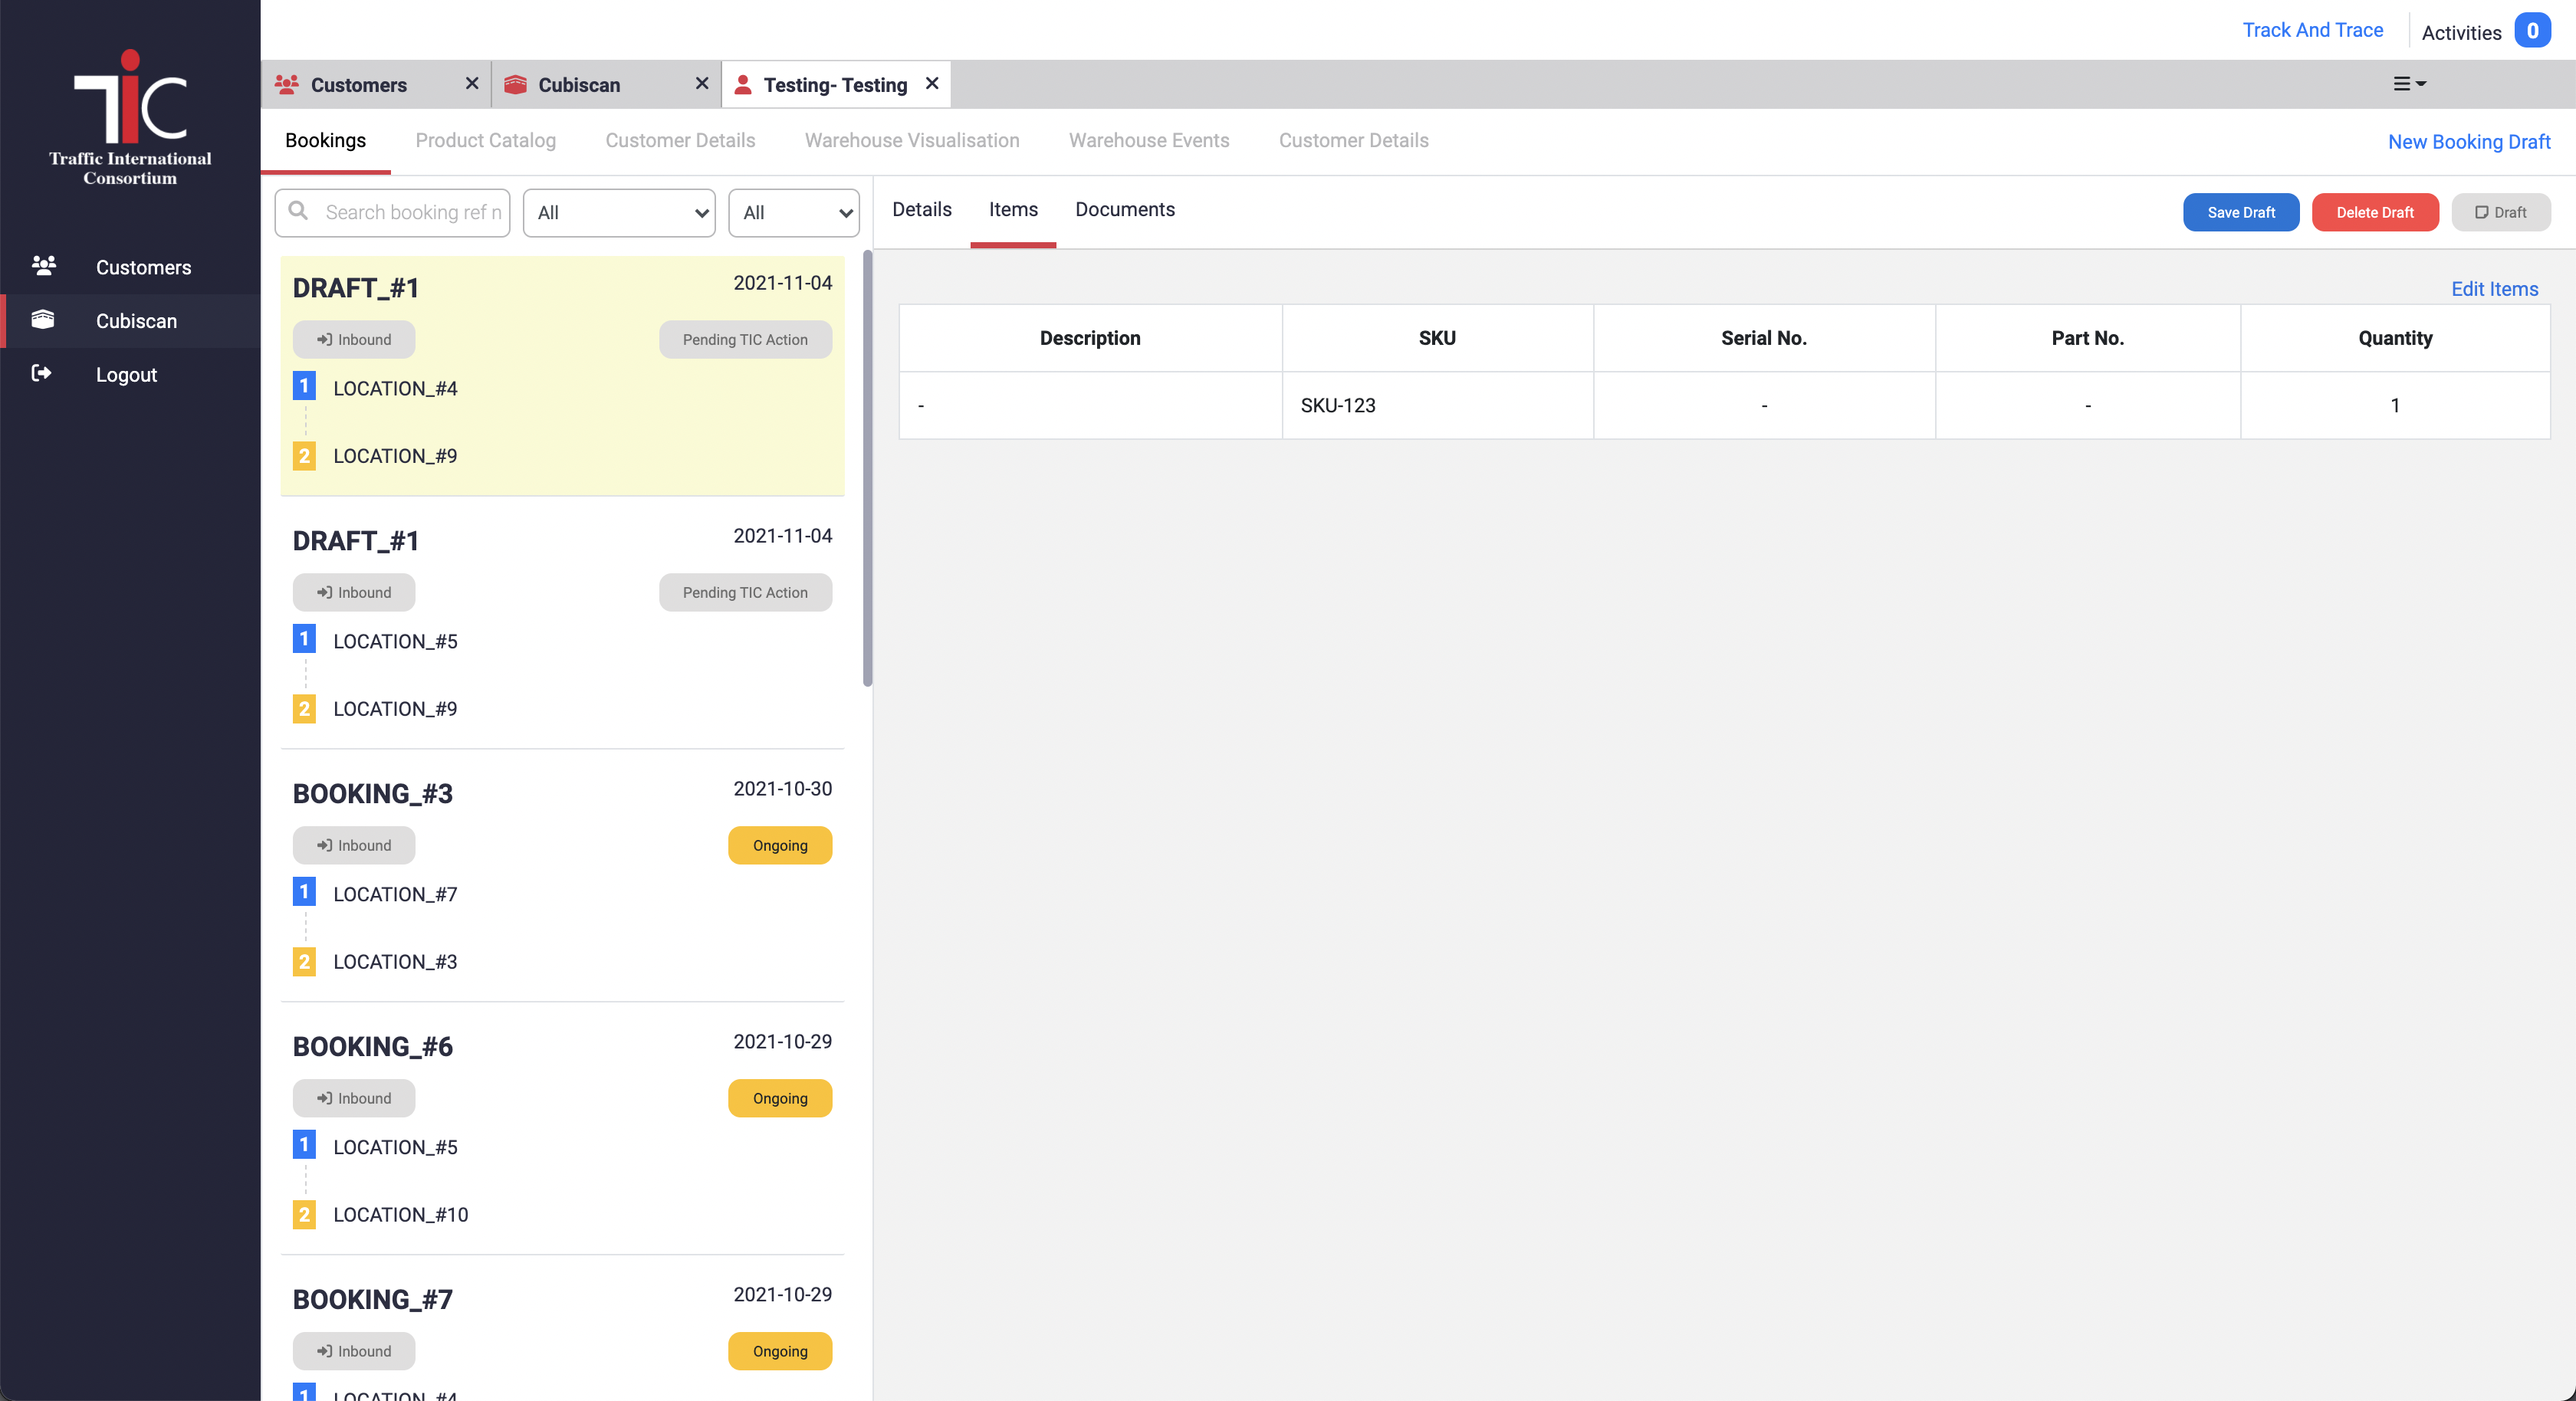 TIC
Traffic International
Consortium
Customers
Cubiscan
Logout
Track And Trace
Activities 0
Customers
Cubiscan
Testing- Testing
Bookings
Product Catalog
Customer Details
Warehouse Visualisation
Warehouse Events
Customer Details
New Booking Draft
Search booking ref n
All
All
DRAFT_#1 2021-11-04
Inbound Pending TIC Action
1 LOCATION_#4
2 LOCATION_#9
DRAFT_#1 2021-11-04
Inbound Pending TIC Action
1 LOCATION_#5
2 LOCATION_#9
BOOKING_#3 2021-10-30
Inbound Ongoing
1 LOCATION_#7
2 LOCATION_#3
BOOKING_#6 2021-10-29
Inbound Ongoing
1 LOCATION_#5
2 LOCATION_#10
BOOKING_#7 2021-10-29
Inbound Ongoing
1 LOCATION_#4
Details
Items
Documents
Save Draft
Delete Draft
Draft
Edit Items
Description SKU Serial No. Part No. Quantity
- SKU-123 - - 1